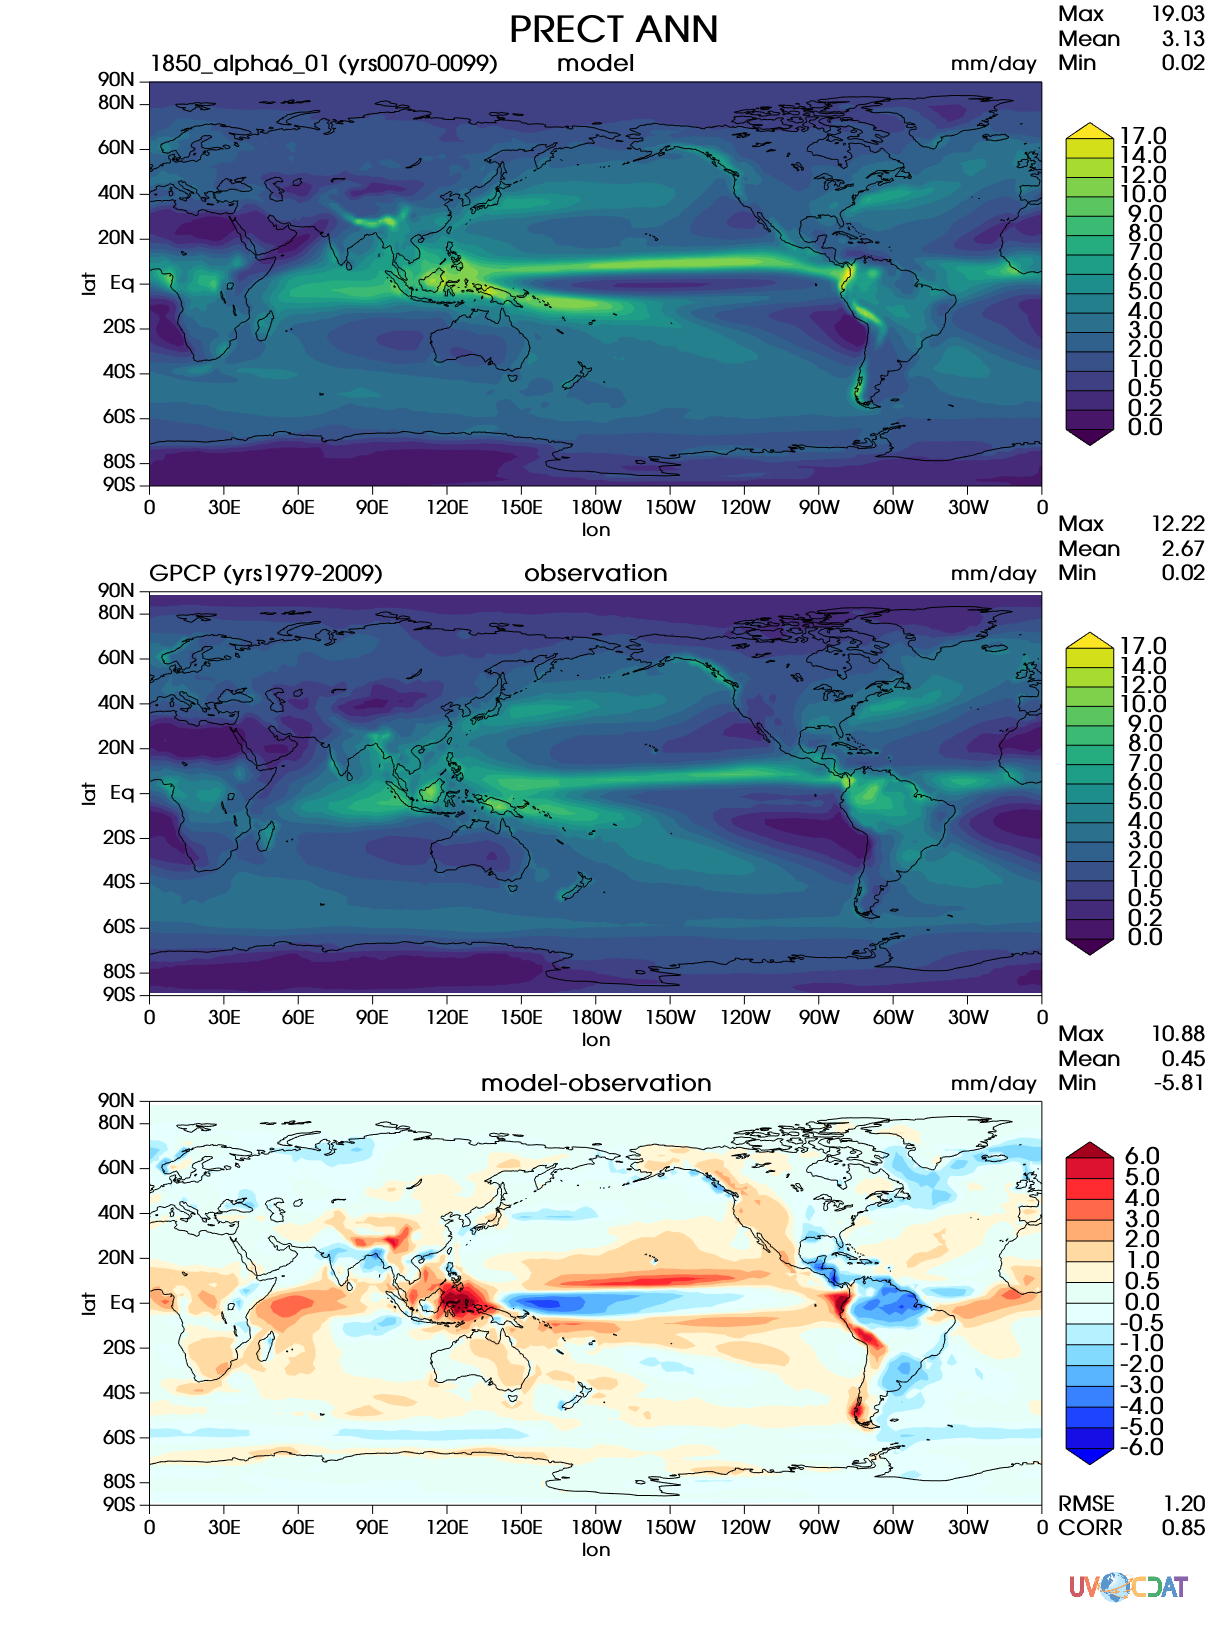 PRECT ANN
1850_alpha6_01 (yrs0070-0099) model mm/day
Max 19.03
Mean 3.13
Min 0.02
90N
80N
60N
40N
20N
Eq
20S
40S
60S
80S
90S
lat
0 30E 60E 90E 120E 150E 180W 150W 120W 90W 60W 30W 0
lon
17.0
14.0
12.0
10.0
9.0
8.0
7.0
6.0
5.0
4.0
3.0
2.0
1.0
0.5
0.2
0.0
GPCP (yrs1979-2009) observation mm/day
Max 12.22
Mean 2.67
Min 0.02
90N
80N
60N
40N
20N
Eq
20S
40S
60S
80S
90S
lat
0 30E 60E 90E 120E 150E 180W 150W 120W 90W 60W 30W 0
lon
17.0
14.0
12.0
10.0
9.0
8.0
7.0
6.0
5.0
4.0
3.0
2.0
1.0
0.5
0.2
0.0
model-observation mm/day
Max 10.88
Mean 0.45
Min -5.81
90N
80N
60N
40N
20N
Eq
20S
40S
60S
80S
90S
lat
0 30E 60E 90E 120E 150E 180W 150W 120W 90W 60W 30W 0
lon
6.0
5.0
4.0
3.0
2.0
1.0
0.5
0.0
-0.5
-1.0
-2.0
-3.0
-4.0
-5.0
-6.0
RMSE 1.20
CORR 0.85
UV CDAT